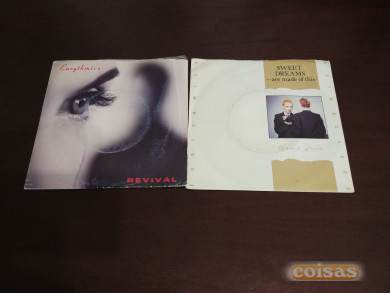 Eurythmics
REVIVAL
SWEET
DREAMS
—are made of this
coisas